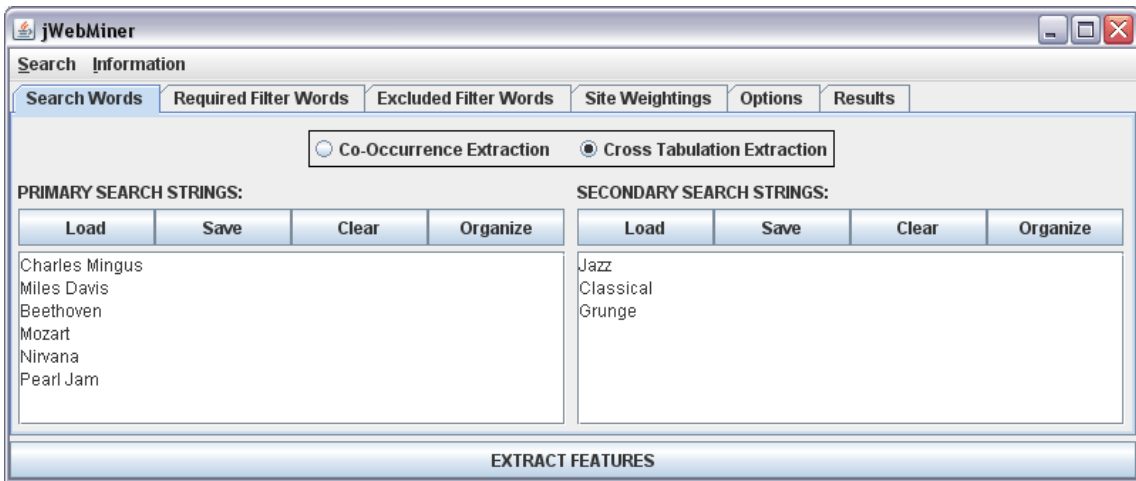 jWebMiner
Search Information
Search Words Required Filter Words Excluded Filter Words Site Weightings Options Results
Co-Occurrence Extraction Cross Tabulation Extraction
PRIMARY SEARCH STRINGS: SECONDARY SEARCH STRINGS:
Load Save Clear Organize Load Save Clear Organize
Charles Mingus
Miles Davis
Beethoven
Mozart
Nirvana
Pearl Jam
Jazz
Classical
Grunge
EXTRACT FEATURES